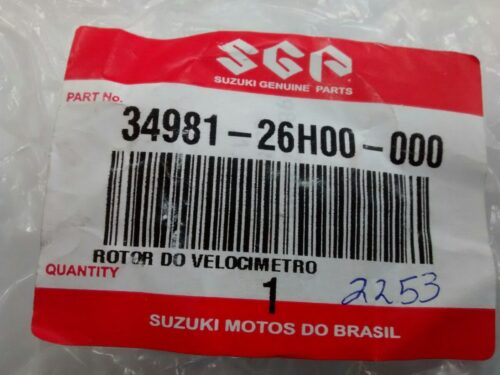 SGP
SUZUKI GENUINE PARTS
PART No.
34981-26H00-000
ROTOR DO VELOCIMETRO
QUANTITY
1
2253
SUZUKI MOTOS DO BRASIL